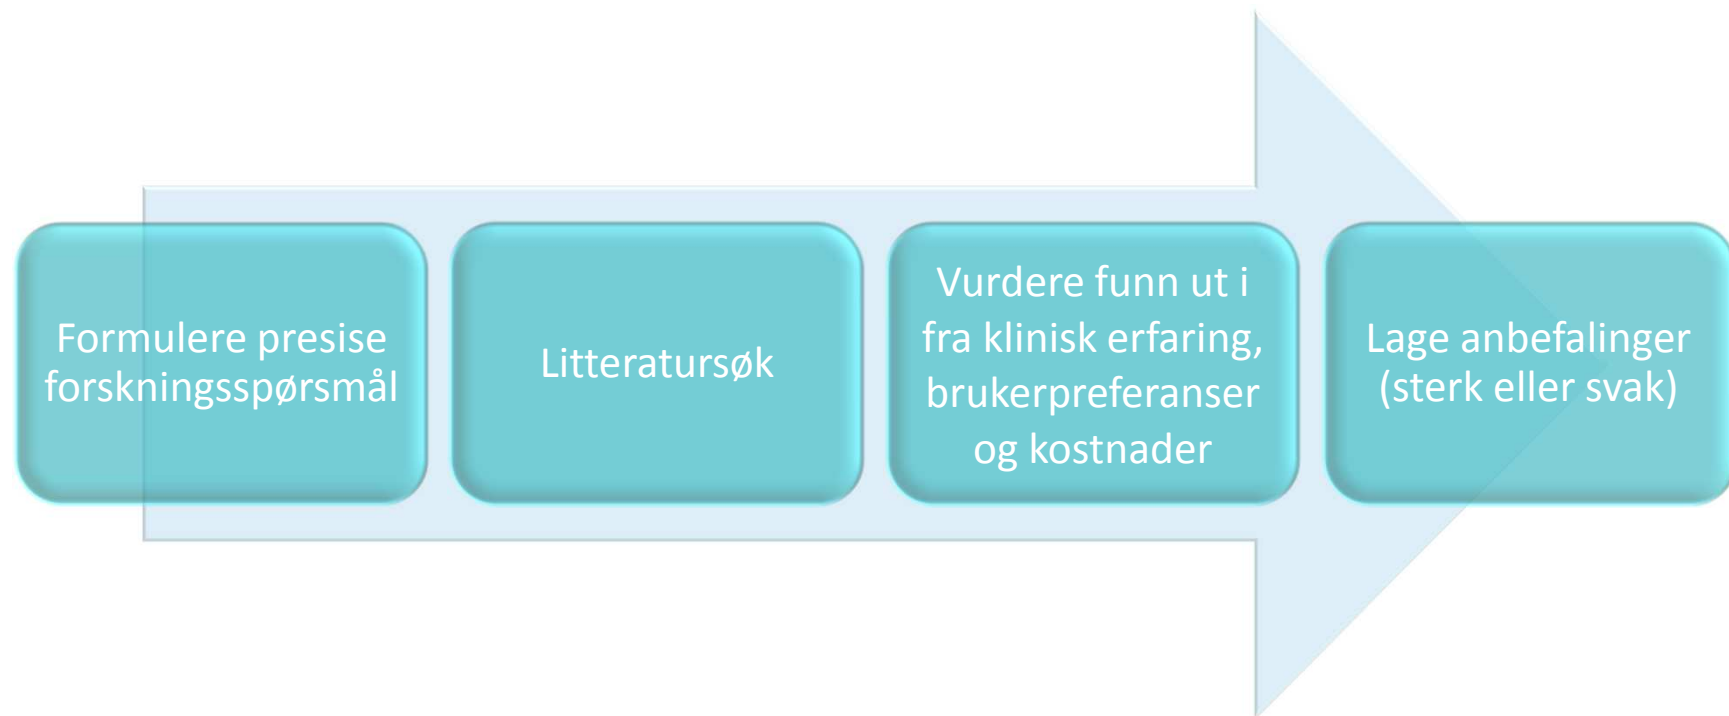 Formulere presise
forskningsspørsmål
Litteratursøk
Vurdere funn ut i
fra klinisk erfaring,
brukerpreferanser
og kostnader
Lage anbefalinger
(sterk eller svak)